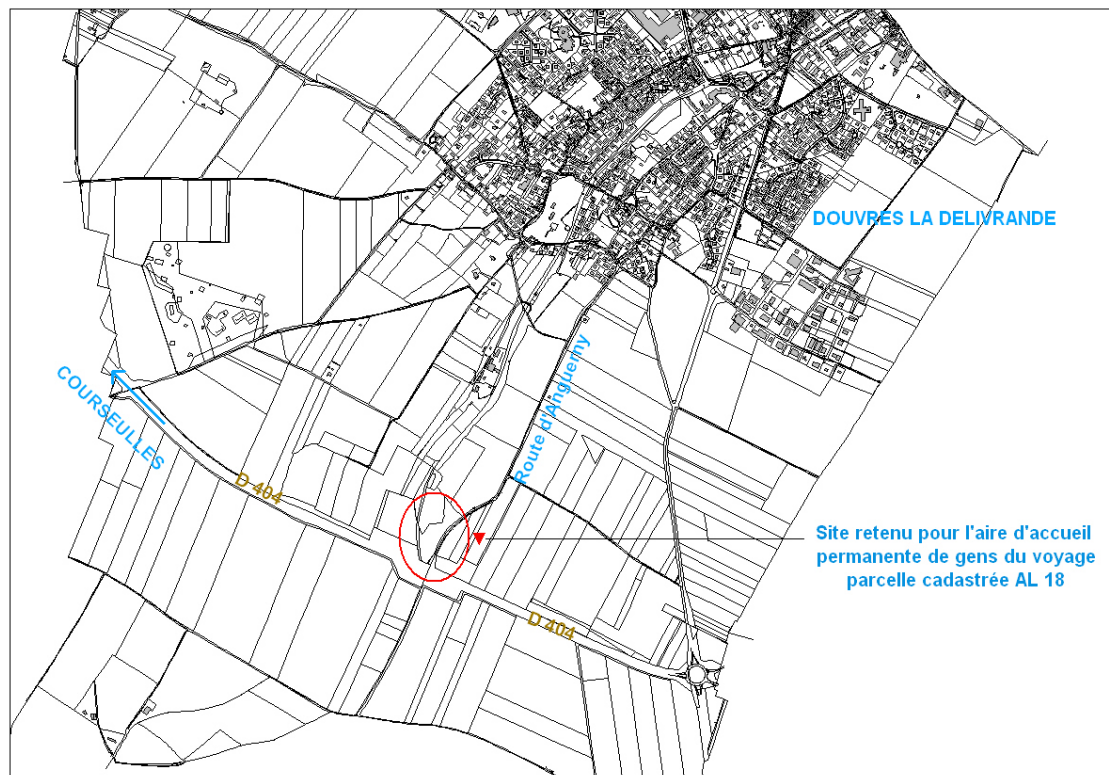 DOUVRES LA DELIVRANDE
COURSEULLES
Route d'Anguerny
D 404
Site retenu pour l'aire d'accueil
permanente de gens du voyage
parcelle cadastrée AL 18
D 404